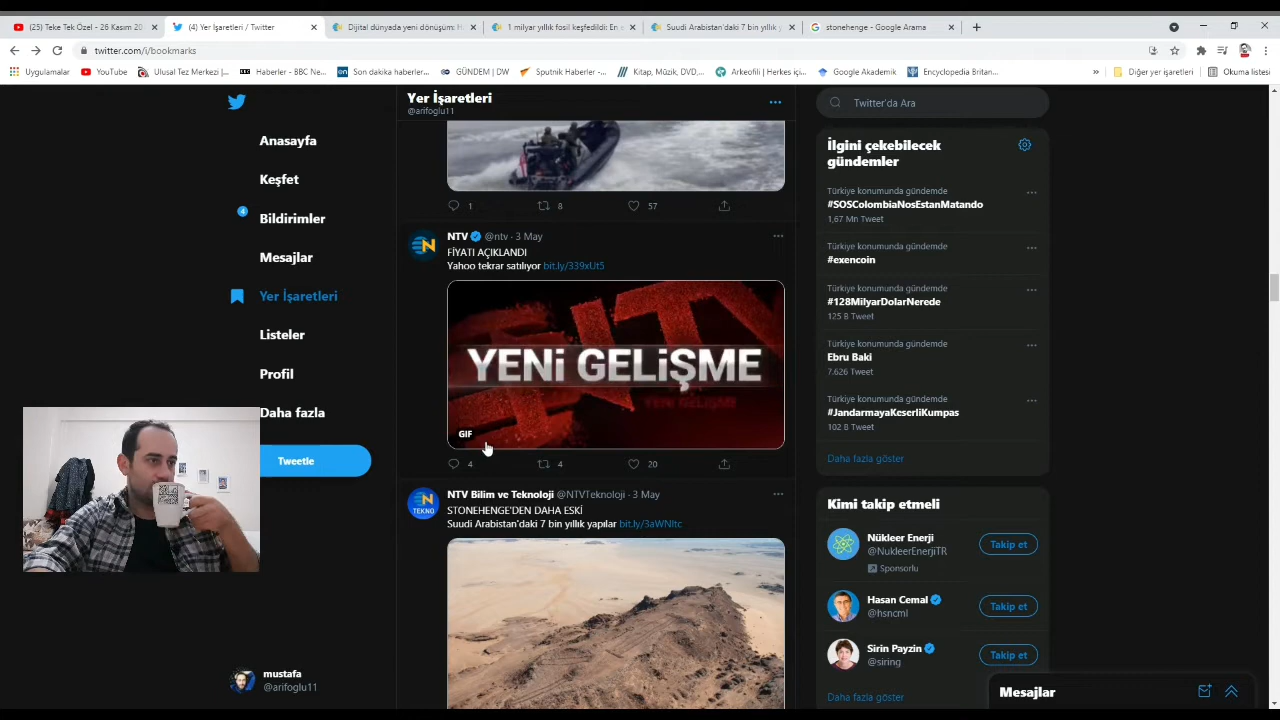 (25) Teke Tek Özel - 26 Kasım 20
Yer İşaretleri / Twitter
Dijital dünyada yeni dönüşüm: H
1 milyar yıllık fosil keşfedildi: En e
Suudi Arabistan'daki 7 bin yıllık y
stonehenge - Google Arama
twitter.com/i/bookmarks
Uygulamalar
YouTube
Ulusal Tez Merkezi |...
Haberler - BBC Ne...
Son dakika haberler...
GÜNDEM | DW
Sputnik Haberler -...
Kitap, Müzik, DVD,...
Arkeofili | Herkes içi...
Google Akademik
Encyclopedia Britan...
»
Diğer yer işaretleri
Okuma listesi
Anasayfa
Keşfet
4
Bildirimler
Mesajlar
Yer İşaretleri
Listeler
Profil
Daha fazla
Tweetle
mustafa
@arifoglu11
Yer İşaretleri
@arifoglu11
1
8
57
NTV @ntv · 3 May
FİYATI AÇIKLANDI
Yahoo tekrar satılıyor bit.ly/339xUt5
YENİ GELİŞME
YENİ GELİŞME
GIF
4
4
20
NTV Bilim ve Teknoloji @NTVTeknoloji · 3 May
STONEHENGE'DEN DAHA ESKİ
Suudi Arabistan'daki 7 bin yıllık yapılar bit.ly/3aWNItc
TEKNO
Twitter'da Ara
İlgini çekebilecek
gündemler
Türkiye konumunda gündemde
#SOSColombiaNosEstanMatando
1,67 Mn Tweet
Türkiye konumunda gündemde
#exencoin
Türkiye konumunda gündemde
#128MilyarDolarNerede
125 B Tweet
Türkiye konumunda gündemde
Ebru Baki
7.626 Tweet
Türkiye konumunda gündemde
#JandarmayaKeserliKumpas
102 B Tweet
Daha fazla göster
Kimi takip etmeli
Nükleer Enerji
@NukleerEnerjiTR
Sponsorlu
Takip et
Hasan Cemal
@hsncml
Takip et
Sirin Payzin
@siring
Takip et
Daha fazla göster
Mesajlar